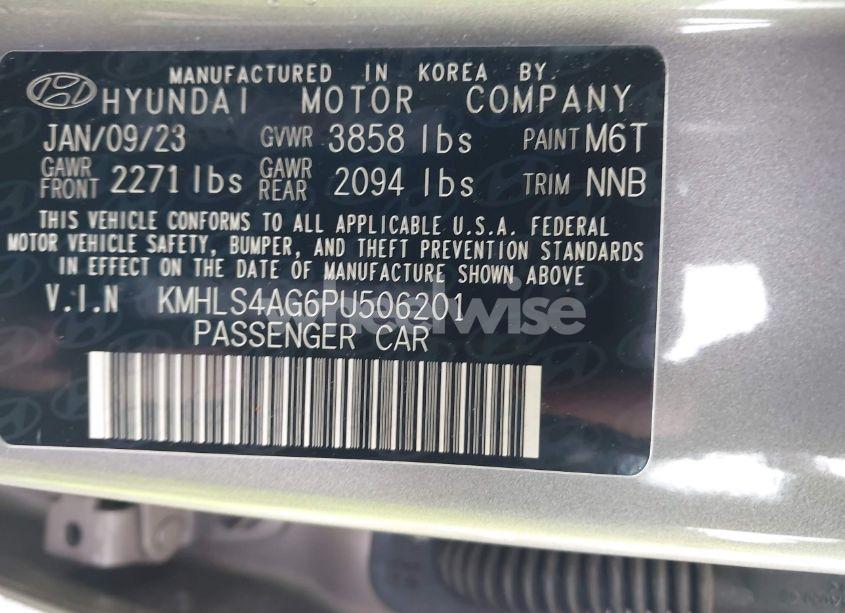 MANUFACTURED IN KOREA BY.
HYUNDAI MOTOR COMPANY
JAN/09/23 GVWR 3858 lbs PAINT M6T
GAWR FRONT 2271 lbs GAWR REAR 2094 lbs TRIM NNB
THIS VEHICLE CONFORMS TO ALL APPLICABLE U.S.A. FEDERAL
MOTOR VEHICLE SAFETY, BUMPER, AND THEFT PREVENTION STANDARDS
IN EFFECT ON THE DATE OF MANUFACTURE SHOWN ABOVE
V.I.N KMHLS4AG6PU506201
wheelwise
PASSENGER CAR